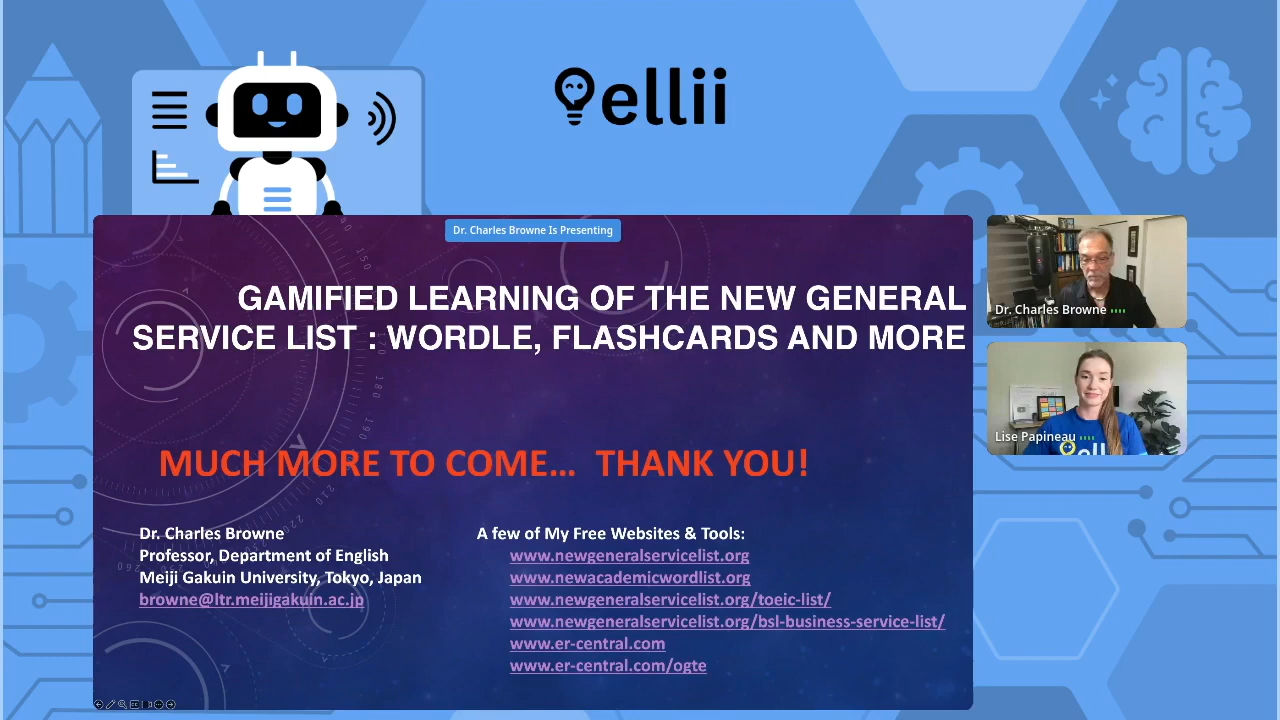 ellii
Dr. Charles Browne Is Presenting
GAMIFIED LEARNING OF THE NEW GENERAL
SERVICE LIST : WORDLE, FLASHCARDS AND MORE
MUCH MORE TO COME… THANK YOU!
Dr. Charles Browne
Professor, Department of English
Meiji Gakuin University, Tokyo, Japan
browne@ltr.meijigakuin.ac.jp
A few of My Free Websites & Tools:
www.newgeneralservicelist.org
www.newacademicwordlist.org
www.newgeneralservicelist.org/toeic-list/
www.newgeneralservicelist.org/bsl-business-service-list/
www.er-central.com
www.er-central.com/ogte
Dr. Charles Browne
Lise Papineau